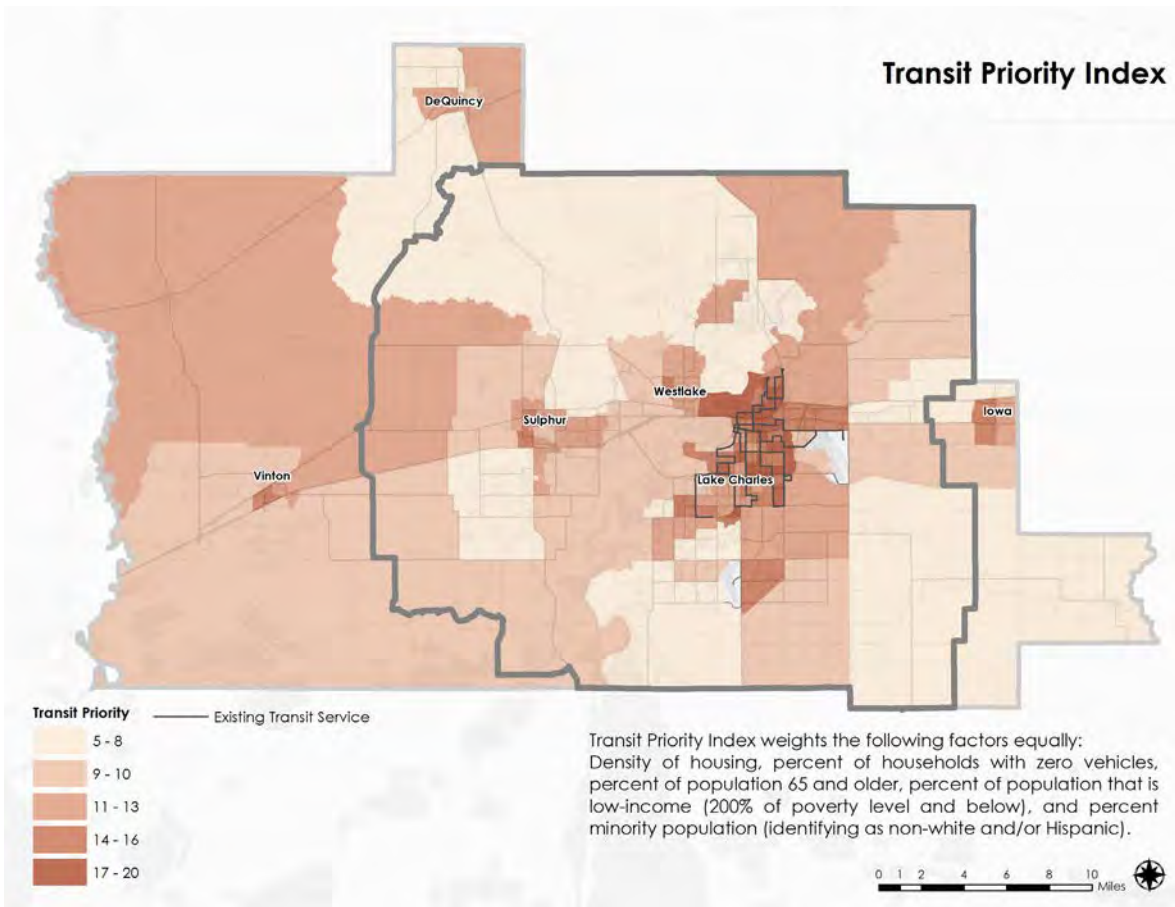 Transit Priority Index
DeQuincy
Westlake
Iowa
Sulphur
Vinton
Lake Charles
Transit Priority
Existing Transit Service
5 - 8
9 - 10
11 - 13
14 - 16
17 - 20
Transit Priority Index weights the following factors equally:
Density of housing, percent of households with zero vehicles,
percent of population 65 and older, percent of population that is
low-income (200% of poverty level and below), and percent
minority population (identifying as non-white and/or Hispanic).
0 1 2 4 6 8 10
Miles